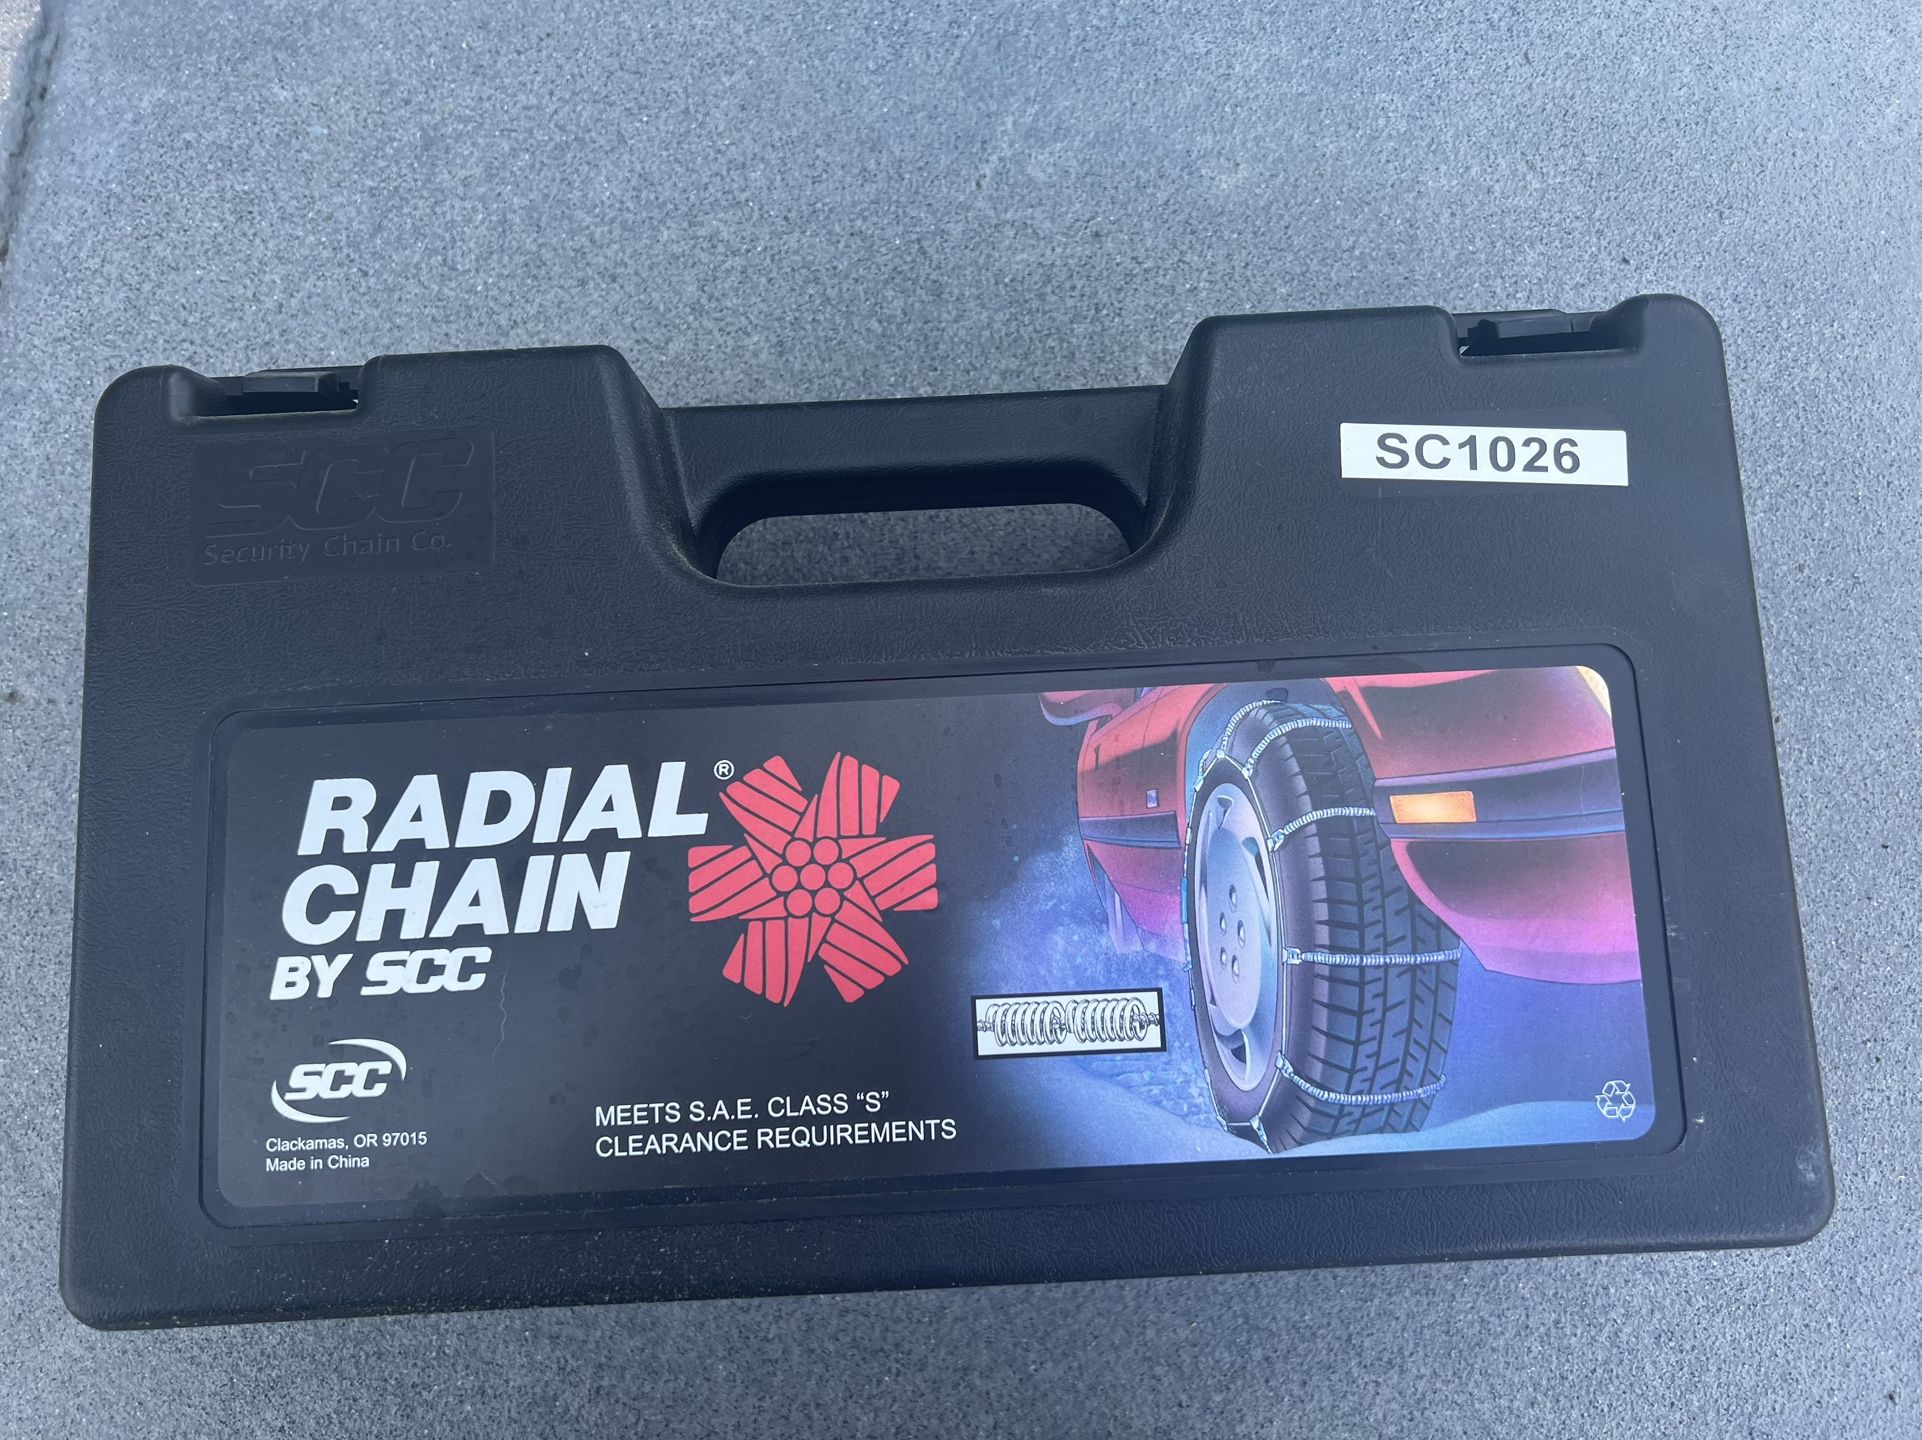 SCC
Security Chain Co.
SC1026
RADIAL®
CHAIN
BY SCC
SCC
Clackamas, OR 97015
Made in China
MEETS S.A.E. CLASS “S”
CLEARANCE REQUIREMENTS